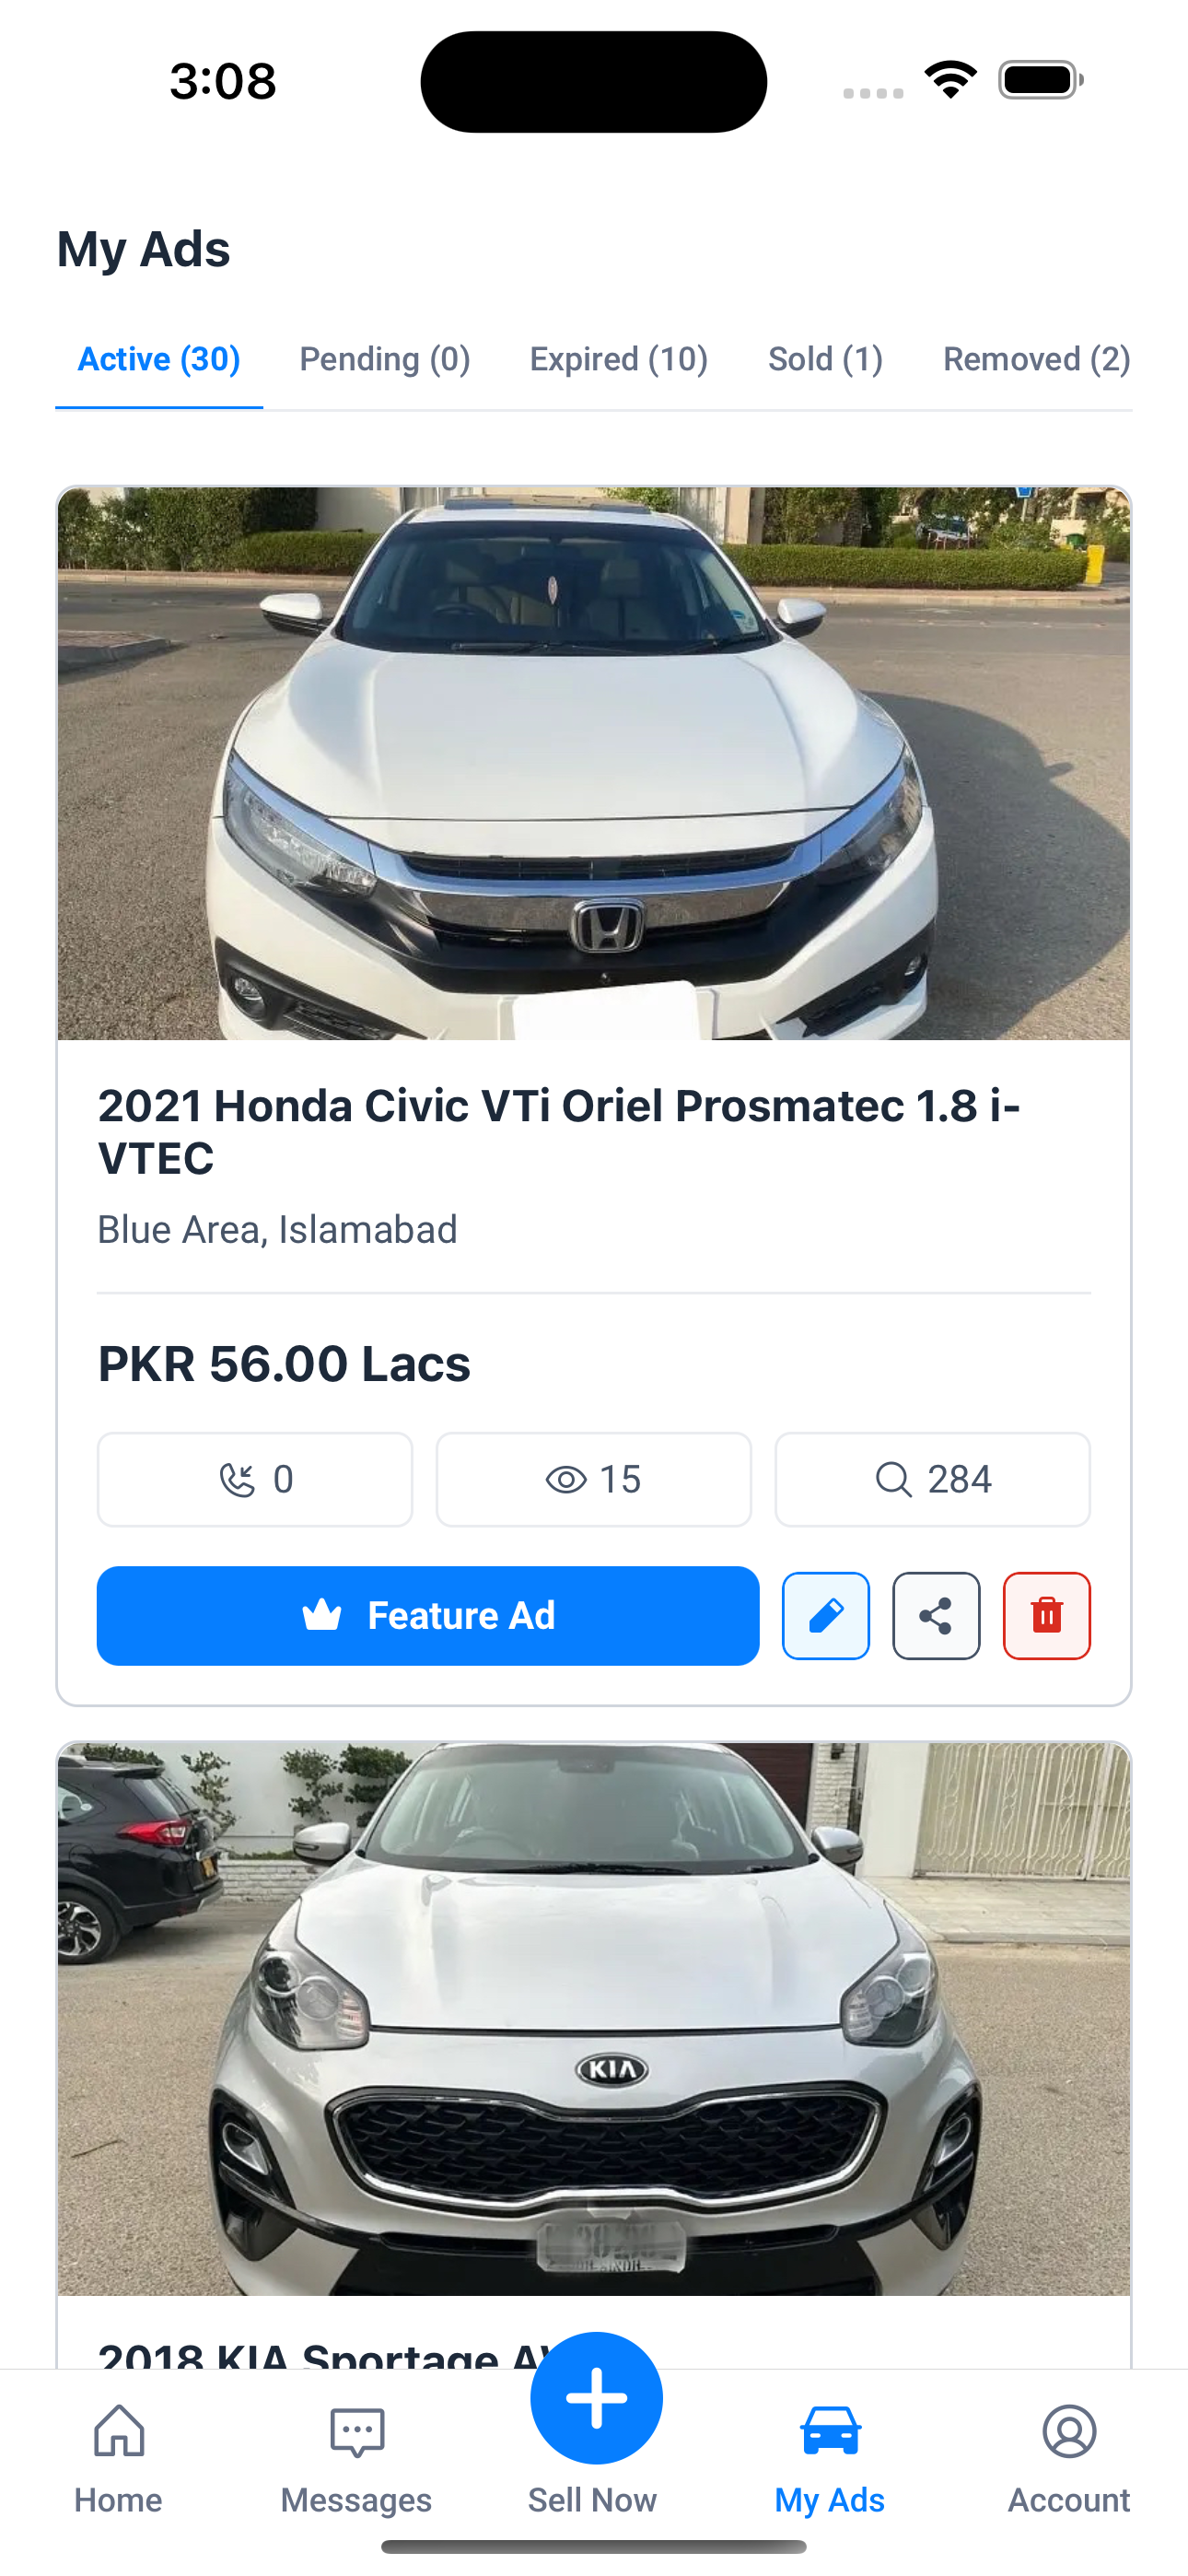 3:08
My Ads
Active (30) Pending (0) Expired (10) Sold (1) Removed (2)
2021 Honda Civic VTi Oriel Prosmatec 1.8 i-
VTEC
Blue Area, Islamabad
PKR 56.00 Lacs
0 15 284
Feature Ad
KIA
2018 KIA Sportage
Home Messages Sell Now My Ads Account